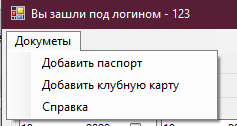 Вы зашли под логином - 123
Докуметы
Добавить паспорт
Добавить клубную карту
Справка